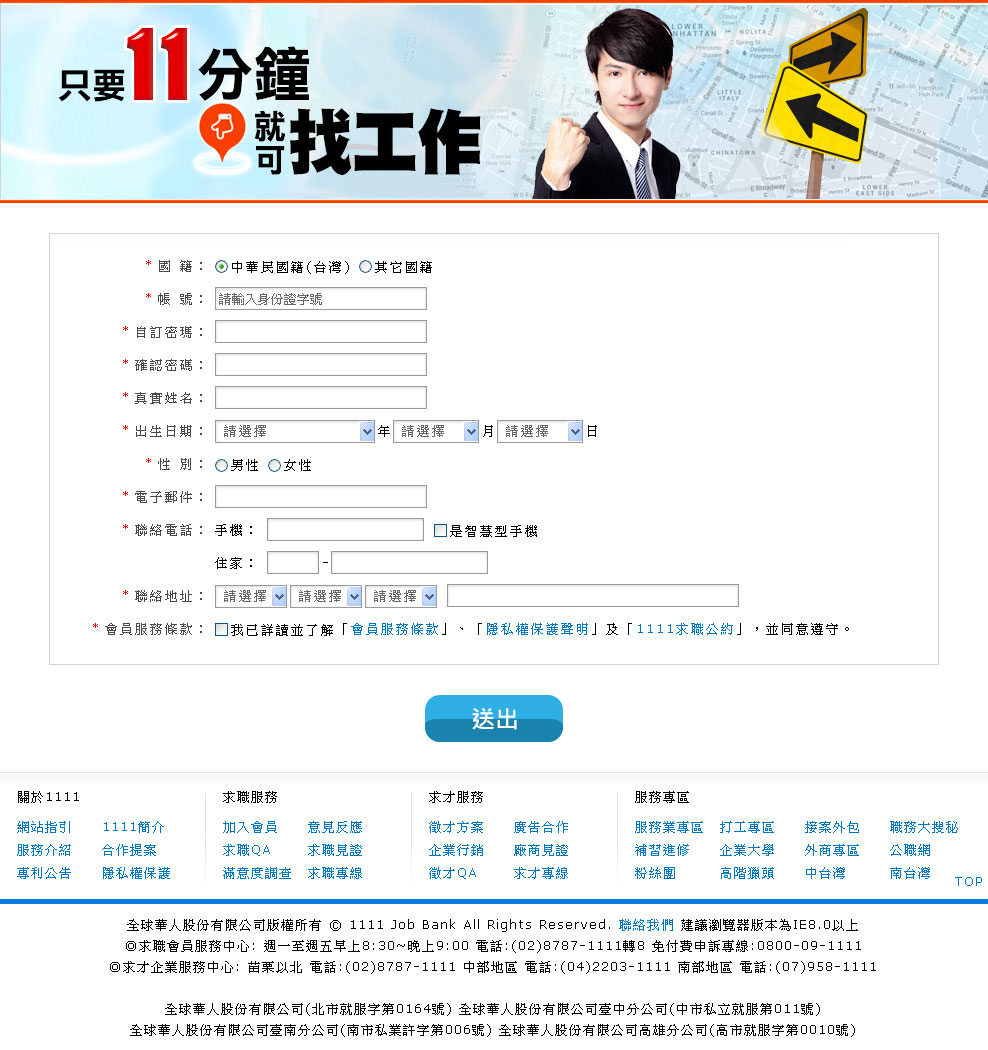 只要11分鐘
就可找工作
* 國 籍： 中華民國籍(台灣) 其它國籍
* 帳 號： 請輸入身份證字號
* 自訂密碼：
* 確認密碼：
* 真實姓名：
* 出生日期： 請選擇 年 請選擇 月 請選擇 日
* 性 別： 男性 女性
* 電子郵件：
* 聯絡電話： 手機： 是智慧型手機
住家： -
* 聯絡地址： 請選擇 請選擇 請選擇
* 會員服務條款： 我已詳讀並了解「會員服務條款」、「隱私權保護聲明」及「1111求職公約」，並同意遵守。
送出
關於1111 求職服務 求才服務 服務專區
網站指引 1111簡介 加入會員 意見反應 徵才方案 廣告合作 服務業專區 打工專區 接案外包 職務大搜秘
服務介紹 合作提案 求職QA 求職見證 企業行銷 廠商見證 補習進修 企業大學 外商專區 公職網
專利公告 隱私權保護 滿意度調查 求職專線 徵才QA 求才專線 粉絲團 高階獵頭 中台灣 南台灣
TOP
全球華人股份有限公司版權所有 © 1111 Job Bank All Rights Reserved. 聯絡我們 建議瀏覽器版本為IE8.0以上
◎求職會員服務中心: 週一至週五早上8:30~晚上9:00 電話:(02)8787-1111轉8 免付費申訴專線:0800-09-1111
◎求才企業服務中心: 苗栗以北 電話:(02)8787-1111 中部地區 電話:(04)2203-1111 南部地區 電話:(07)958-1111
全球華人股份有限公司(北市就服字第0164號) 全球華人股份有限公司臺中分公司(中市私立就服第011號)
全球華人股份有限公司臺南分公司(南市私業許字第006號) 全球華人股份有限公司高雄分公司(高市就服字第0010號)